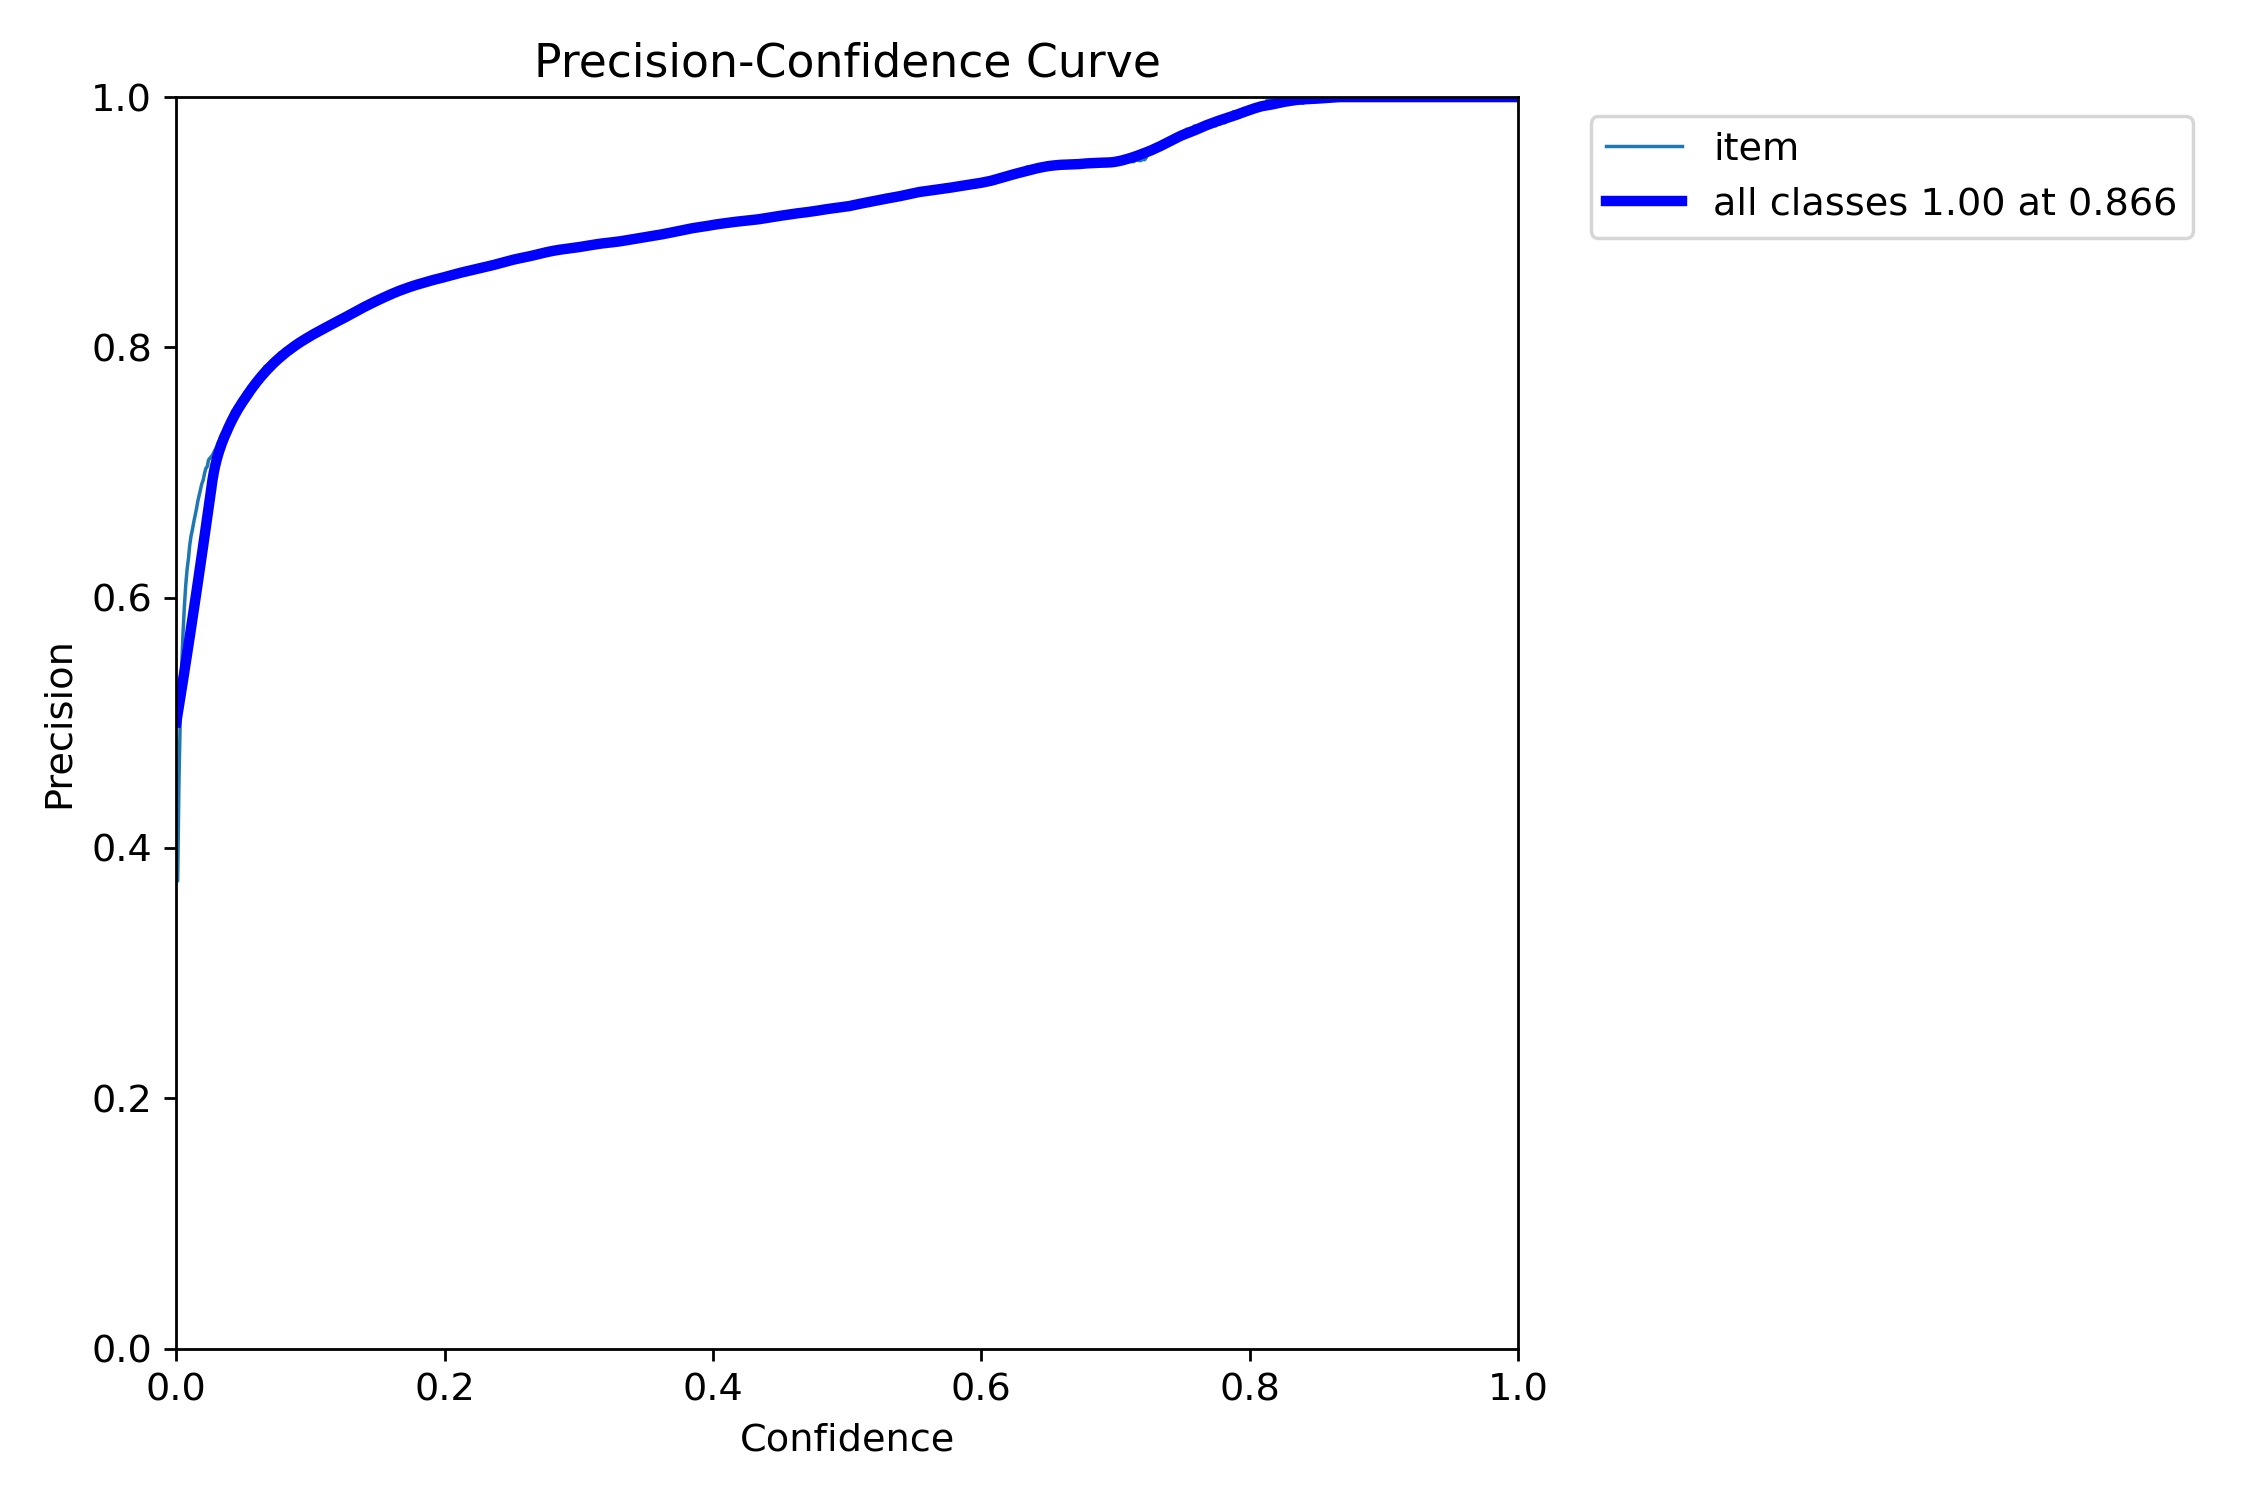 Precision-Confidence Curve
1.0
0.8
0.6
0.4
0.2
0.0
Precision
0.0 0.2 0.4 0.6 0.8 1.0
Confidence
item
all classes 1.00 at 0.866